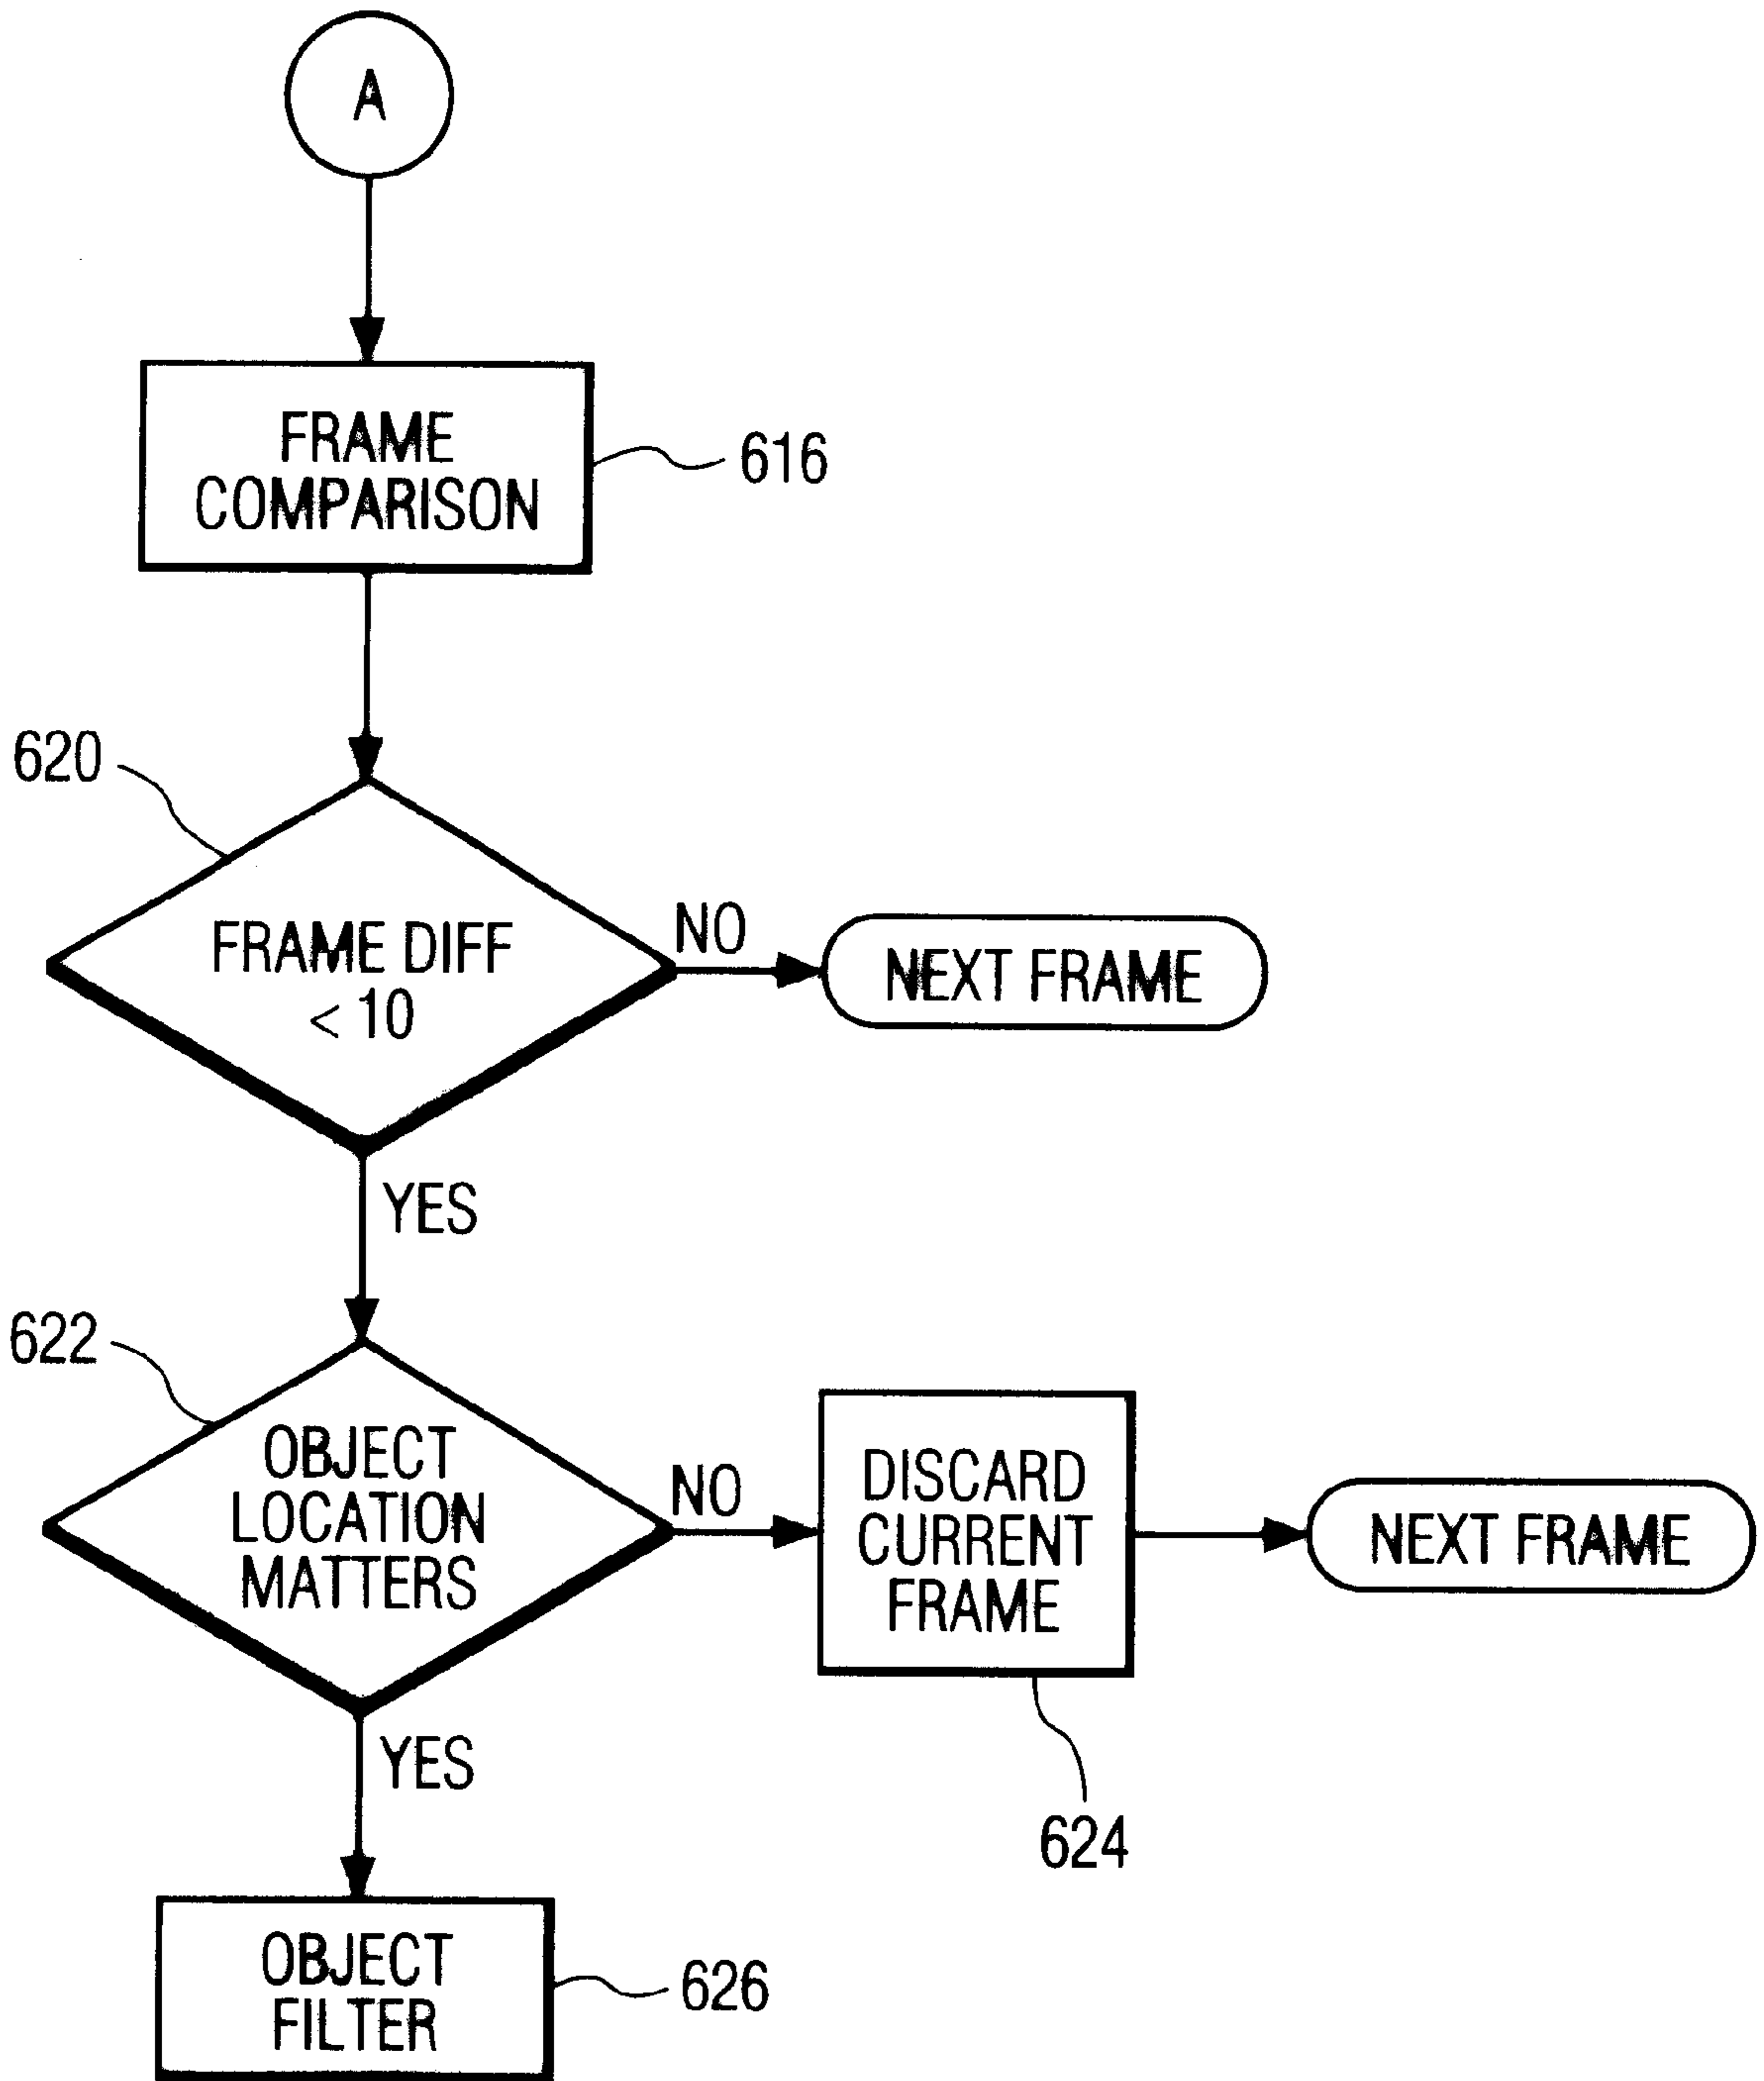 A
FRAME
COMPARISON
616
620
FRAME DIFF
< 10
NO
NEXT FRAME
YES
622
OBJECT
LOCATION
MATTERS
NO
DISCARD
CURRENT
FRAME
NEXT FRAME
624
YES
OBJECT
FILTER
626